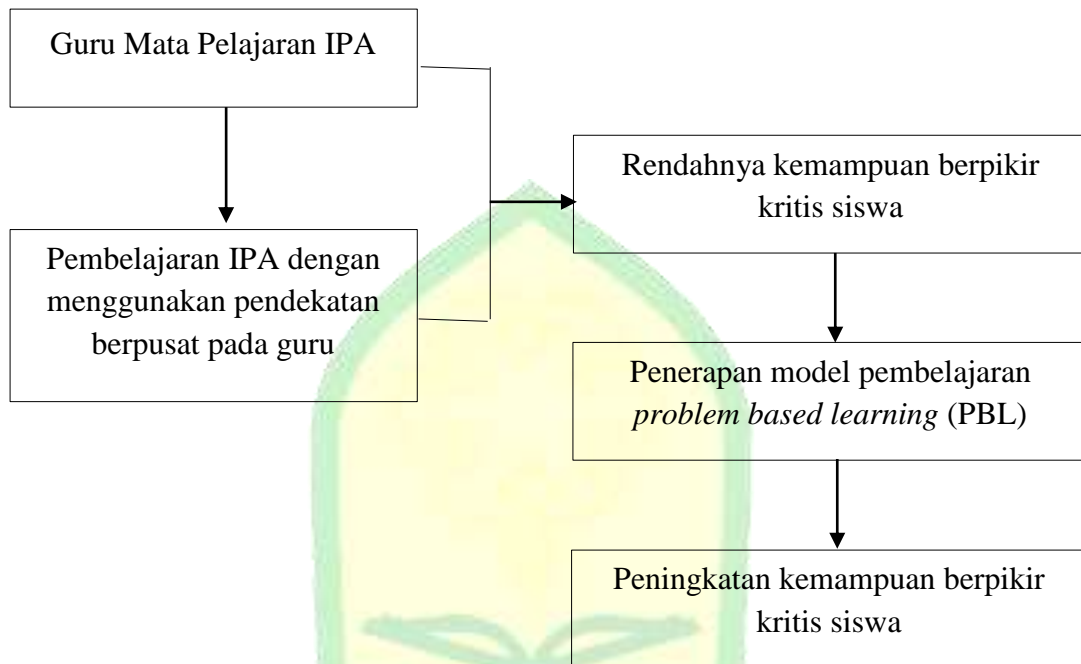 Guru Mata Pelajaran IPA
Pembelajaran IPA dengan
menggunakan pendekatan
berpusat pada guru
Rendahnya kemampuan berpikir
kritis siswa
Penerapan model pembelajaran
problem based learning (PBL)
Peningkatan kemampuan berpikir
kritis siswa